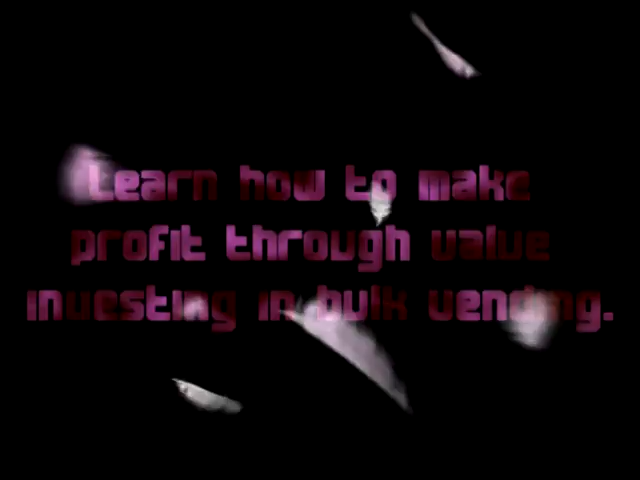 Learn how to make
profit through value
investing in bulk vending.